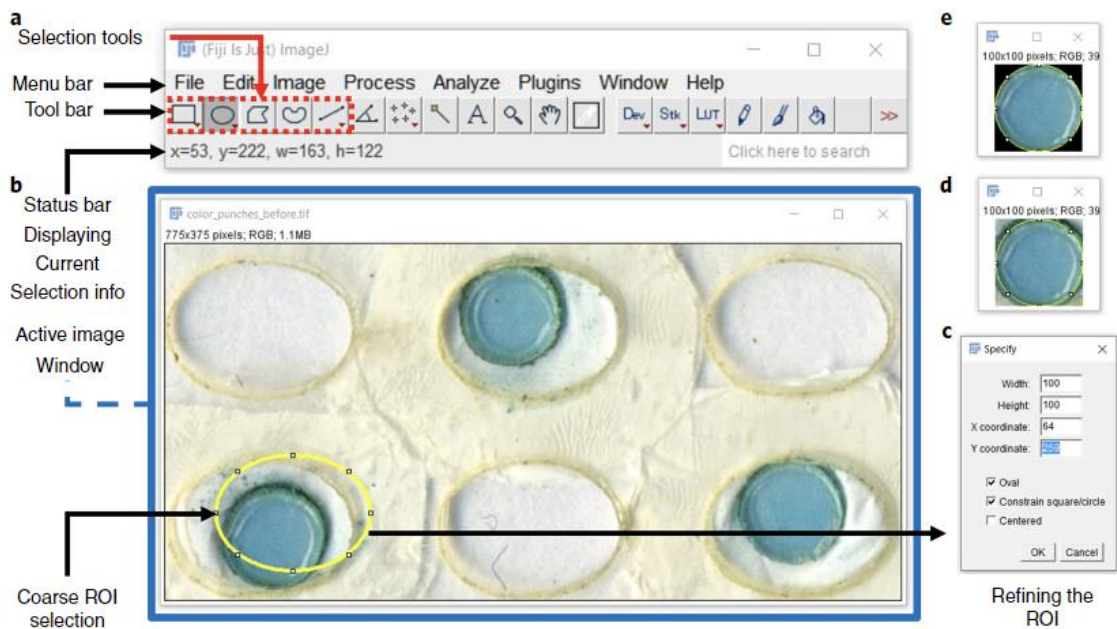 a
Selection tools
(Fiji Is Just) ImageJ
Menu bar
File Edit Image Process Analyze Plugins Window Help
Tool bar
A Dev Stk LUT >>
x=53, y=222, w=163, h=122
Click here to search
b
Status bar
Displaying
Current
Selection info
Active image
Window
color_punches_before.tif
775x375 pixels; RGB; 1.1MB
Coarse ROI
selection
e
100x100 pixels; RGB; 39
d
100x100 pixels; RGB; 39
c
Specify
Width: 100
Height: 100
X coordinate: 64
Y coordinate: 259
Oval
Constrain square/circle
Centered
OK Cancel
Refining the
ROI